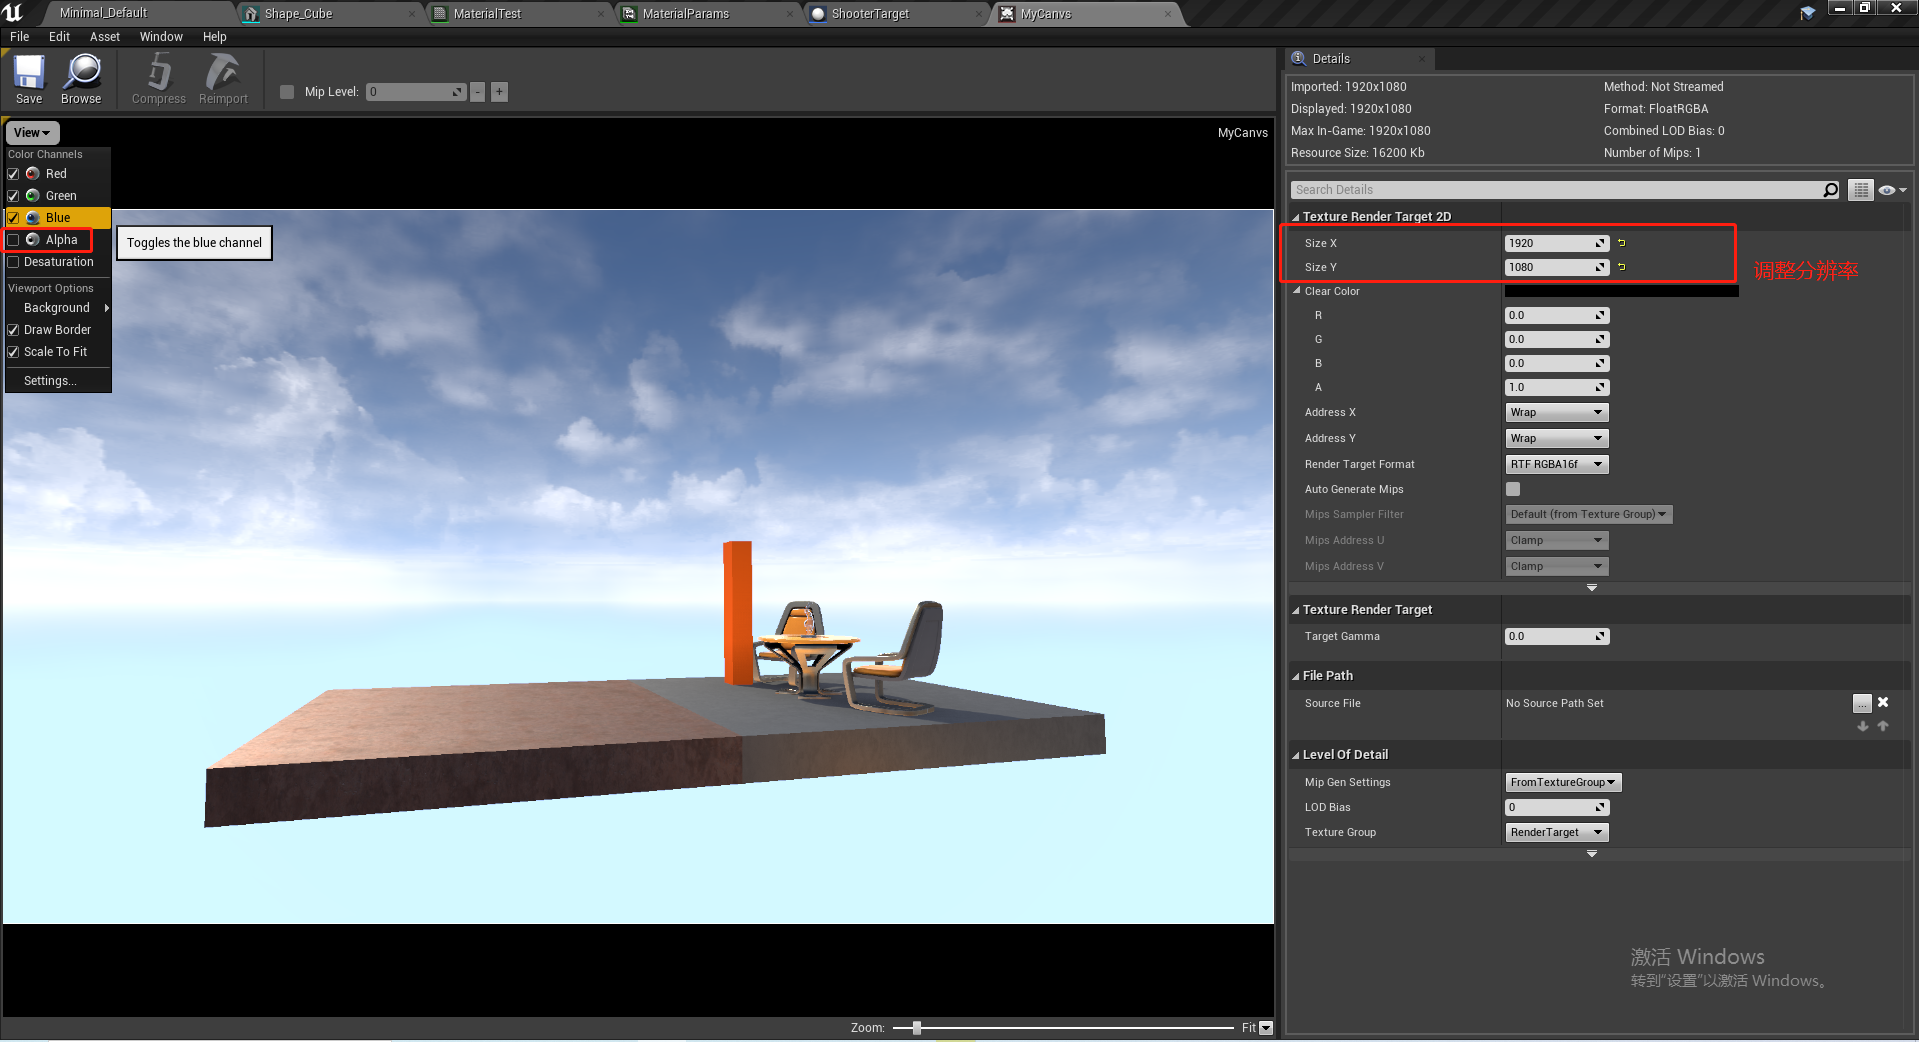 Minimal_Default
Shape_Cube
MaterialTest
MaterialParams
ShooterTarget
MyCanvs
File
Edit
Asset
Window
Help
Save
Browse
Compress
Reimport
Mip Level:
0
-
+
View
MyCanvs
Color Channels
Red
Green
Blue
Alpha
Desaturation
Toggles the blue channel
Viewport Options
Background
Draw Border
Scale To Fit
Settings...
Zoom:
Fit
Details
Imported: 1920x1080
Method: Not Streamed
Displayed: 1920x1080
Format: FloatRGBA
Max In-Game: 1920x1080
Combined LOD Bias: 0
Resource Size: 16200 Kb
Number of Mips: 1
Search Details
Texture Render Target 2D
Size X
1920
Size Y
1080
调整分辨率
Clear Color
R
0.0
G
0.0
B
0.0
A
1.0
Address X
Wrap
Address Y
Wrap
Render Target Format
RTF RGBA16f
Auto Generate Mips
Mips Sampler Filter
Default (from Texture Group)
Mips Address U
Clamp
Mips Address V
Clamp
Texture Render Target
Target Gamma
0.0
File Path
Source File
No Source Path Set
...
Level Of Detail
Mip Gen Settings
FromTextureGroup
LOD Bias
0
Texture Group
RenderTarget
激活 Windows
转到“设置”以激活 Windows。